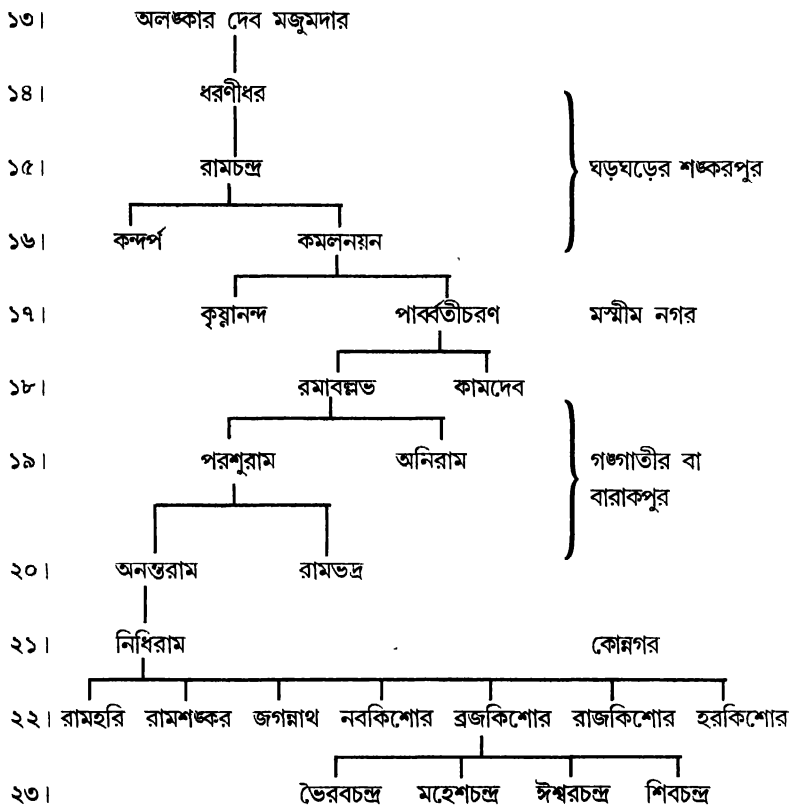 ১৩। অলঙ্কার দেব মজুমদার
১৪। ধরণীধর
১৫। রামচন্দ্র ঘড়ঘড়ের শঙ্করপুর
১৬। কন্দর্প কমলনয়ন
১৭। কৃষ্ণানন্দ পার্ব্বতীচরণ মস্মীম নগর
১৮। রমাবল্লভ কামদেব
১৯। পরশুরাম অনিরাম গঙ্গাতীর বা
বারাকপুর
২০। অনন্তরাম রামভদ্র
২১। নিধিরাম কোন্নগর
২২। রামহরি রামশঙ্কর জগন্নাথ নবকিশোর ব্রজকিশোর রাজকিশোর হরকিশোর
২৩। ভৈরবচন্দ্র মহেশচন্দ্র ঈশ্বরচন্দ্র শিবচন্দ্র